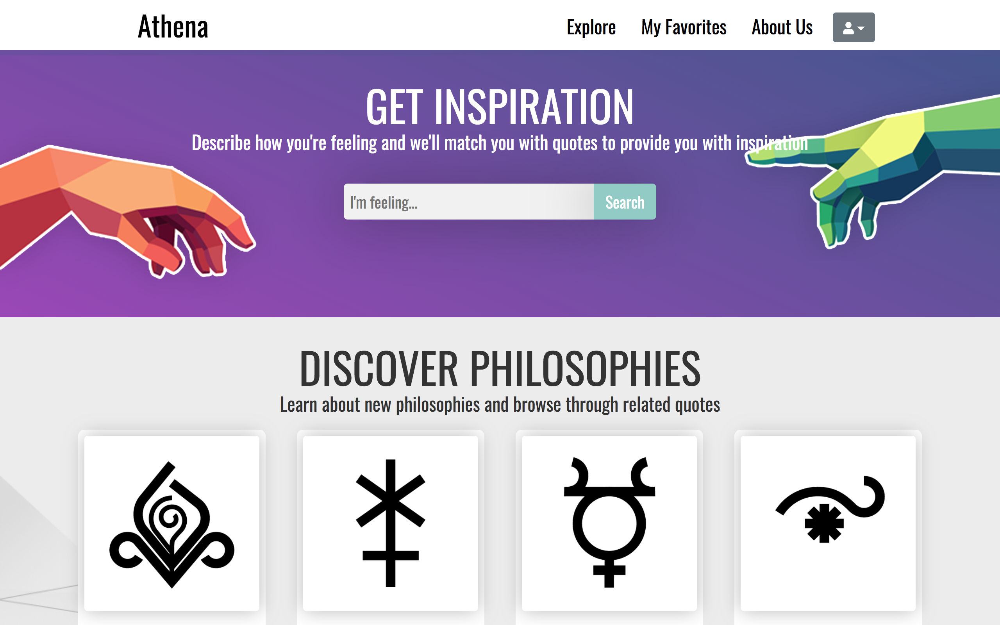 Athena
Explore My Favorites About Us
GET INSPIRATION
Describe how you're feeling and we'll match you with quotes to provide you with inspiration
I'm feeling... Search
DISCOVER PHILOSOPHIES
Learn about new philosophies and browse through related quotes